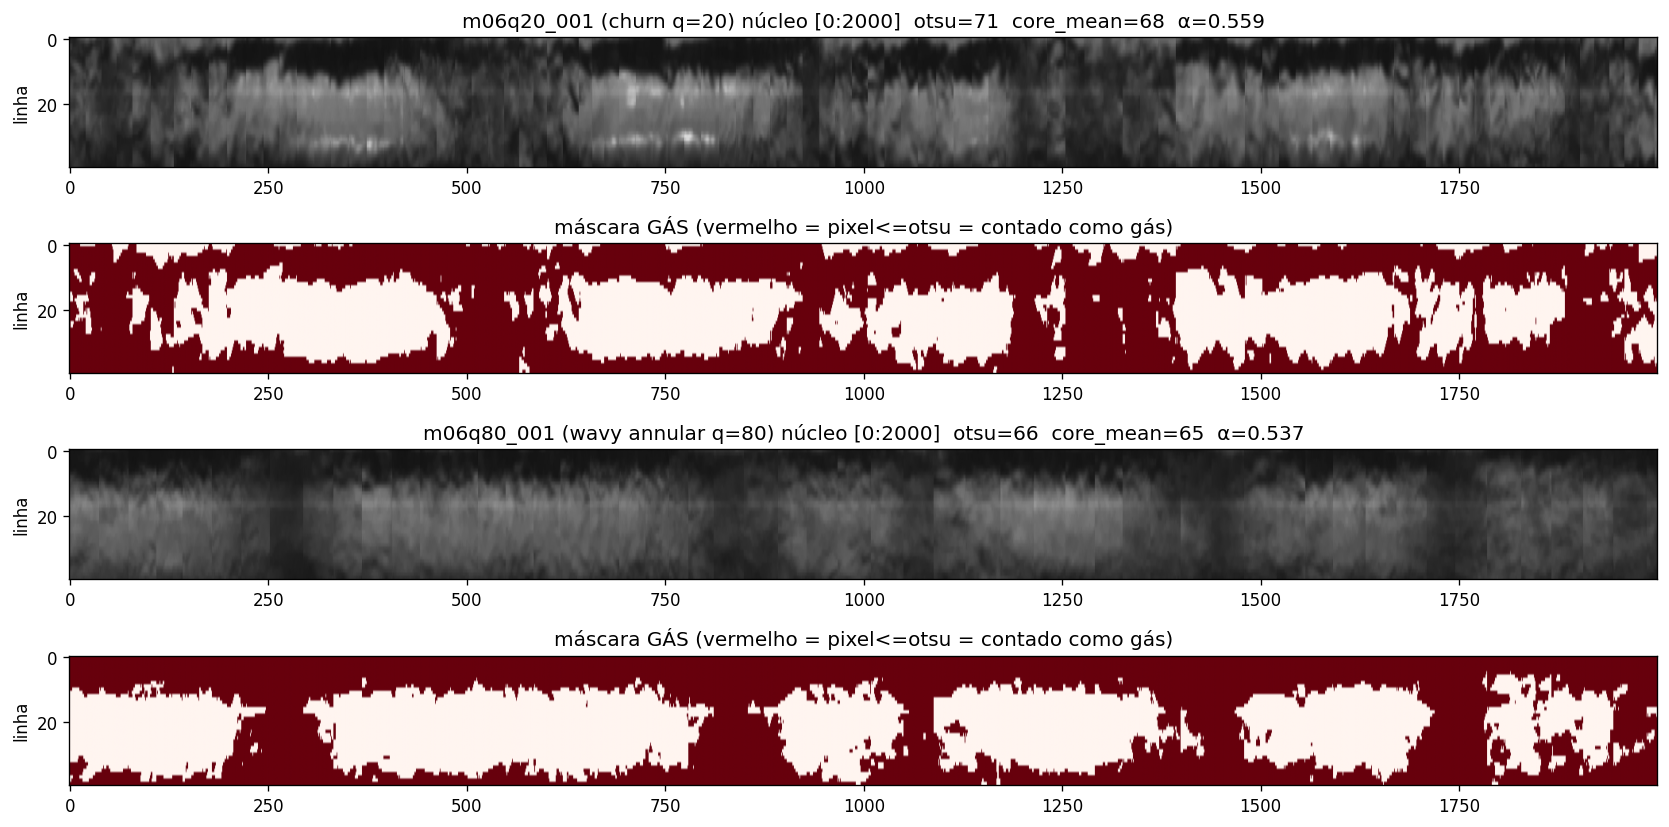 m06q20_001 (churn q=20) núcleo [0:2000]  otsu=71  core_mean=68  α=0.559
0
20
linha
0 250 500 750 1000 1250 1500 1750
máscara GÁS (vermelho = pixel<=otsu = contado como gás)
0
20
linha
0 250 500 750 1000 1250 1500 1750
m06q80_001 (wavy annular q=80) núcleo [0:2000]  otsu=66  core_mean=65  α=0.537
0
20
linha
0 250 500 750 1000 1250 1500 1750
máscara GÁS (vermelho = pixel<=otsu = contado como gás)
0
20
linha
0 250 500 750 1000 1250 1500 1750